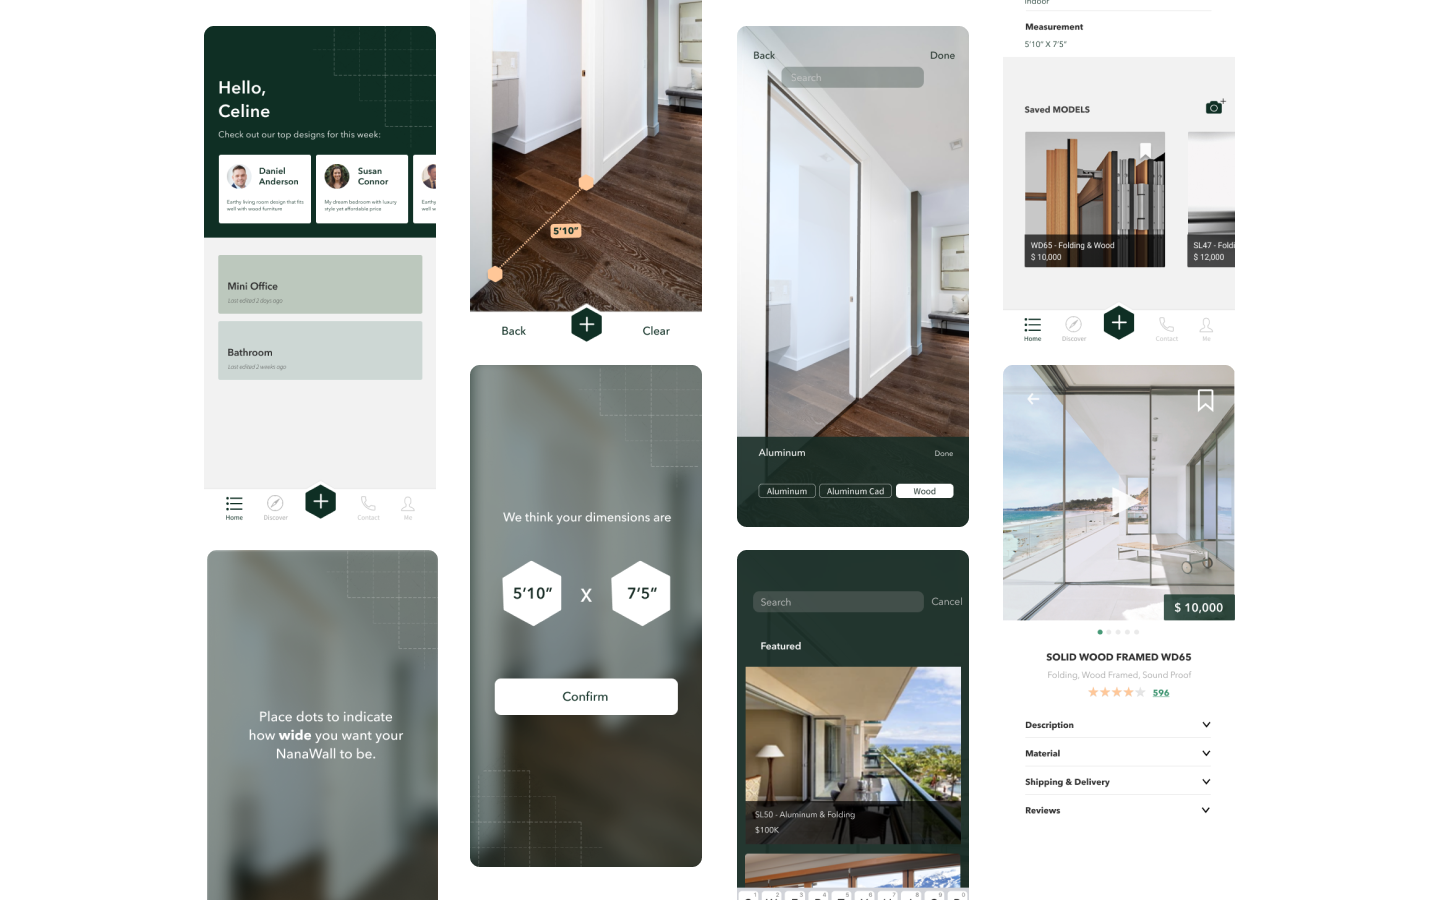 Hello,
Celine
Check out our top designs for this week:
Daniel
Anderson
Earthy living room design that fits
well with wood furniture
Susan
Connor
My dream bedroom with luxury
style yet affordable price
Earthy
well w
Mini Office
Last edited 2 days ago
Bathroom
Last edited 2 weeks ago
Home
Discover
Contact
Me
Place dots to indicate
how wide you want your
NanaWall to be.
5'10"
Back
Clear
We think your dimensions are
5'10"
X
7'5"
Confirm
Back
Done
Search
Aluminum
Done
Aluminum
Aluminum Cad
Wood
Search
Cancel
Featured
SL50 - Aluminum & Folding
$100K
Indoor
Measurement
5'10" X 7'5"
Saved MODELS
WD65 - Folding & Wood
$ 10,000
SL47 - Foldi
$ 12,000
Home
Discover
Contact
Me
$ 10,000
SOLID WOOD FRAMED WD65
Folding, Wood Framed, Sound Proof
596
Description
Material
Shipping & Delivery
Reviews